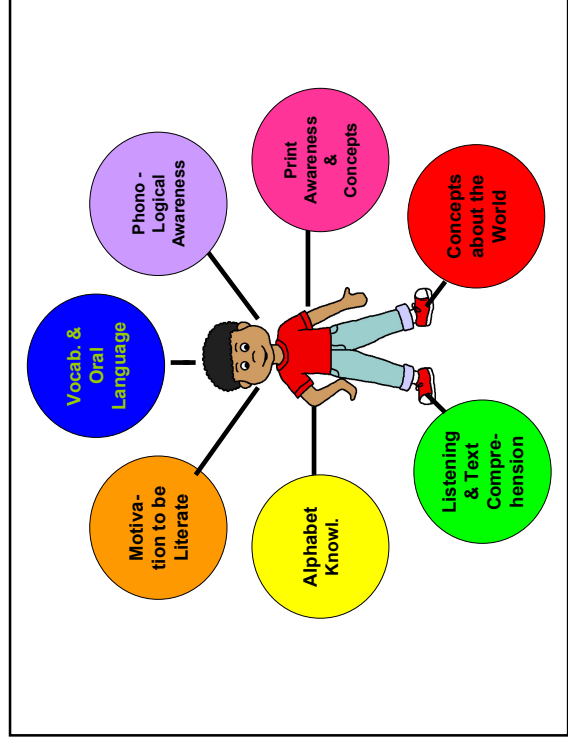 Vocab. &
Oral
Language
Phono -
Logical
Awareness
Print
Awareness
&
Concepts
Concepts
about the
World
Listening
& Text
Compre-
hension
Alphabet
Knowl.
Motiva-
tion to be
Literate